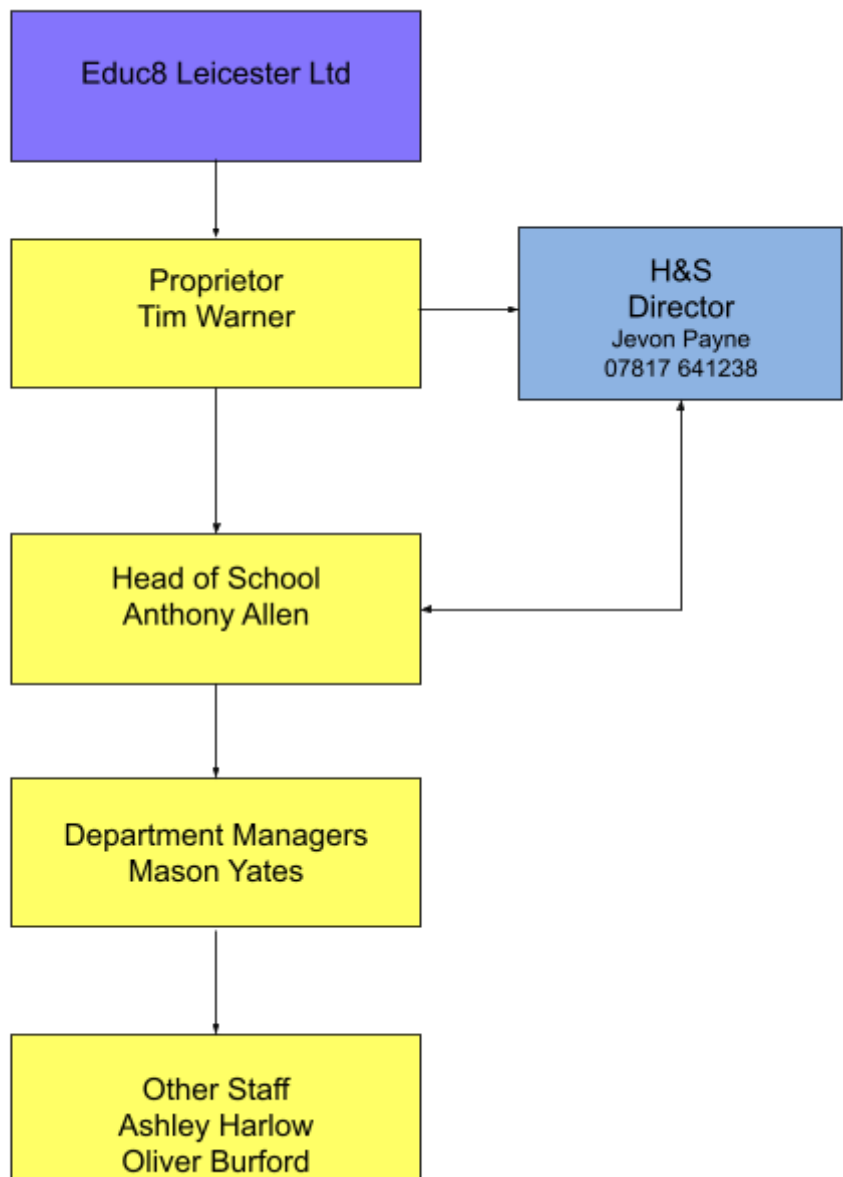 Educ8 Leicester Ltd
Proprietor
Tim Warner
H&S
Director
Jevon Payne
07817 641238
Head of School
Anthony Allen
Department Managers
Mason Yates
Other Staff
Ashley Harlow
Oliver Burford